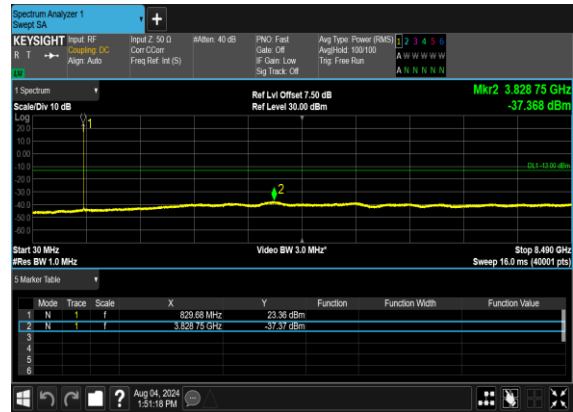 Spectrum Analyzer 1
Swept SA
+
KEYSIGHT Input: RF Input Z: 50 Ω #Atten: 40 dB PNO: Fast Avg Type: Power (RMS) 1 2 3 4 5 6
R T Coupling: DC Corr CCorr Gate: Off Avg|Hold: 100/100 A W W W W W
Align: Auto Freq Ref: Int (S) IF Gain: Low Trig: Free Run
LW Sig Track: Off A N N N N N
1 Spectrum Ref Lvl Offset 7.50 dB Mkr2 3.828 75 GHz
Scale/Div 10 dB Ref Level 30.00 dBm -37.368 dBm
Log
1
20.0
10.0
0.00
-10.0
DL1 -13.00 dBm
-20.0
-30.0
2
-40.0
-50.0
-60.0
Start 30 MHz Video BW 3.0 MHz* Stop 8.490 GHz
#Res BW 1.0 MHz Sweep 16.0 ms (40001 pts)
5 Marker Table
Mode Trace Scale X Y Function Function Width Function Value
1 N 1 f 829.68 MHz 23.36 dBm
2 N 1 f 3.828 75 GHz -37.37 dBm
3
4
5
6
? Aug 04, 2024
1:51:18 PM